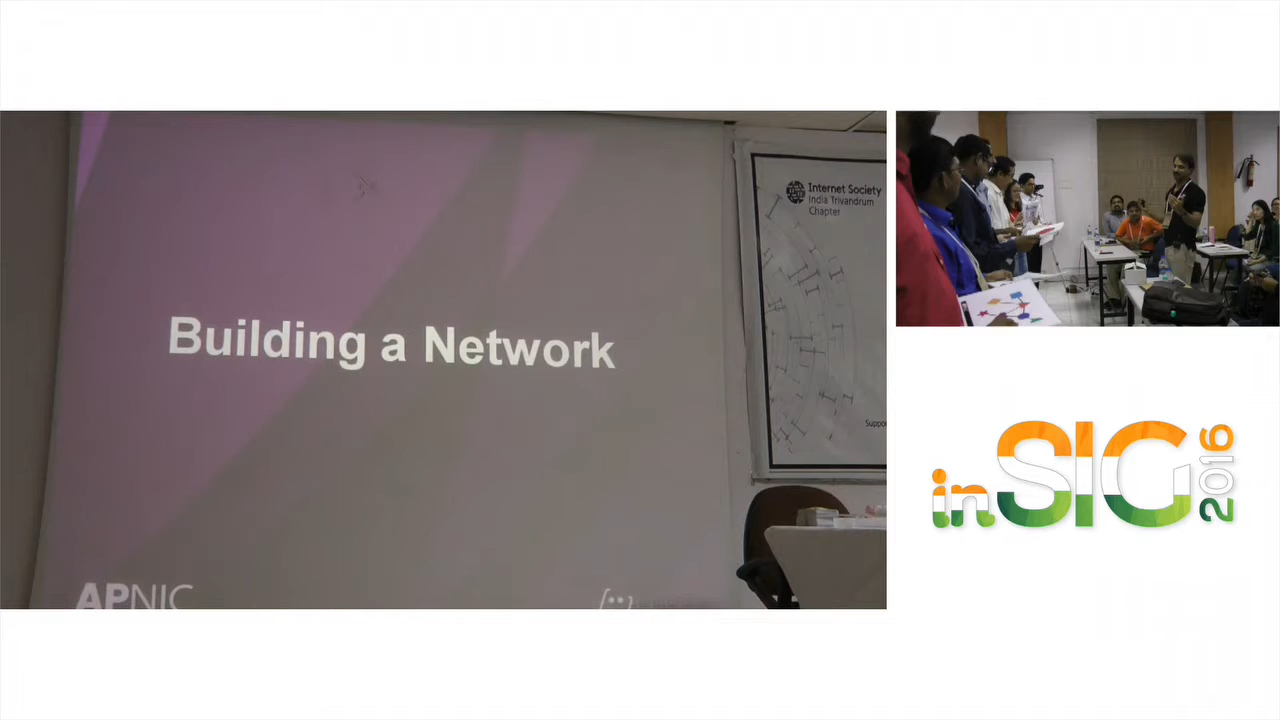 Building a Network
APNIC
Internet Society
India Trivandrum
Chapter
inSIG 2016